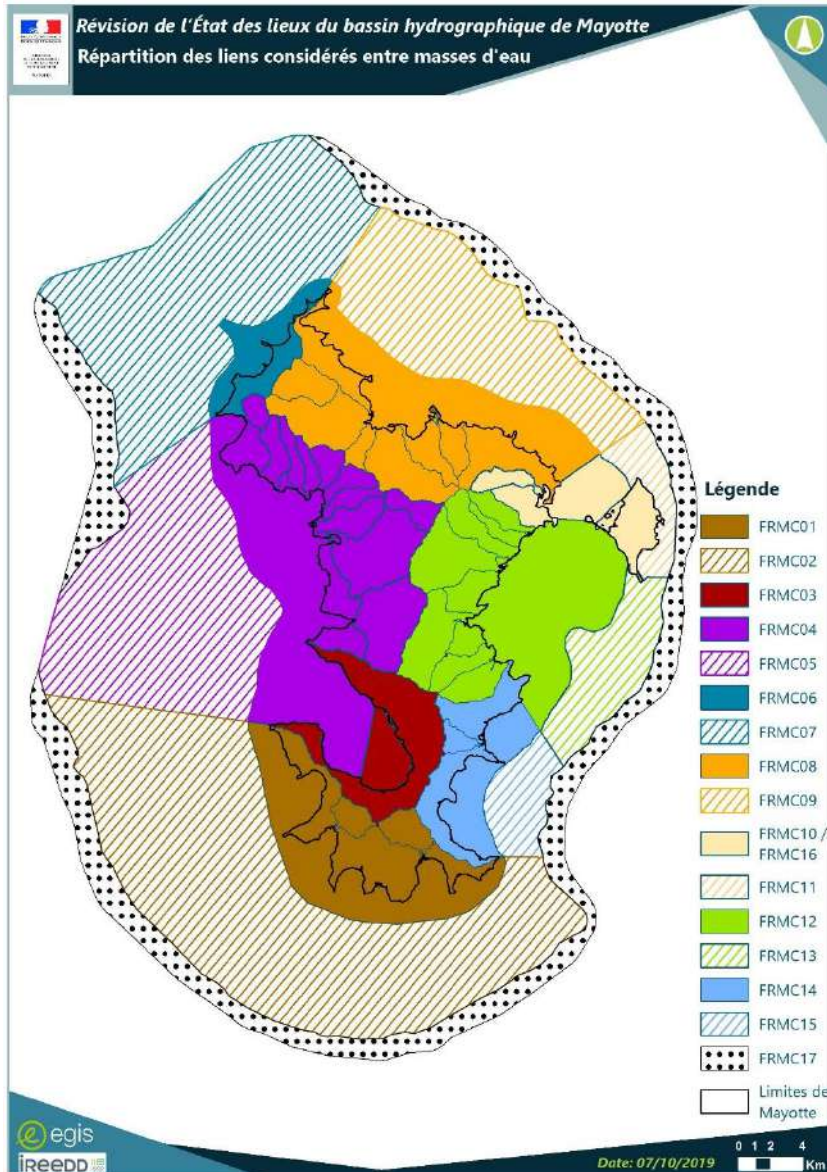 Révision de l'État des lieux du bassin hydrographique de Mayotte
Répartition des liens considérés entre masses d'eau
Légende
FRMC01
FRMC02
FRMC03
FRMC04
FRMC05
FRMC06
FRMC07
FRMC08
FRMC09
FRMC10 /
FRMC16
FRMC11
FRMC12
FRMC13
FRMC14
FRMC15
FRMC17
Limites de
Mayotte
egis
iReeDD
Date: 07/10/2019
0 1 2 4
Km